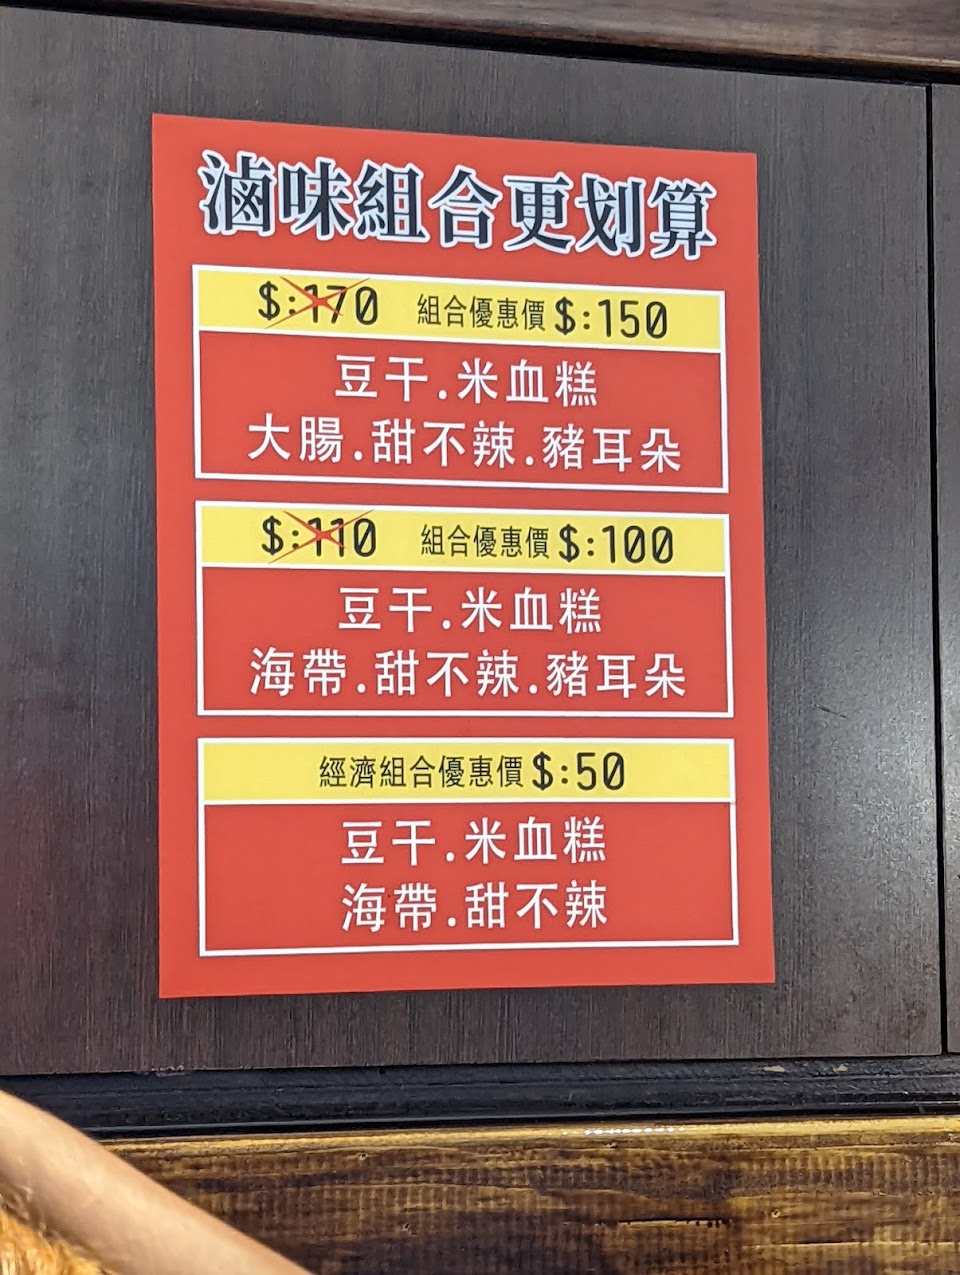 滷味組合更划算
$:170 組合優惠價 $:150
豆干.米血糕
大腸.甜不辣.豬耳朵
$:110 組合優惠價 $:100
豆干.米血糕
海帶.甜不辣.豬耳朵
經濟組合優惠價 $:50
豆干.米血糕
海帶.甜不辣